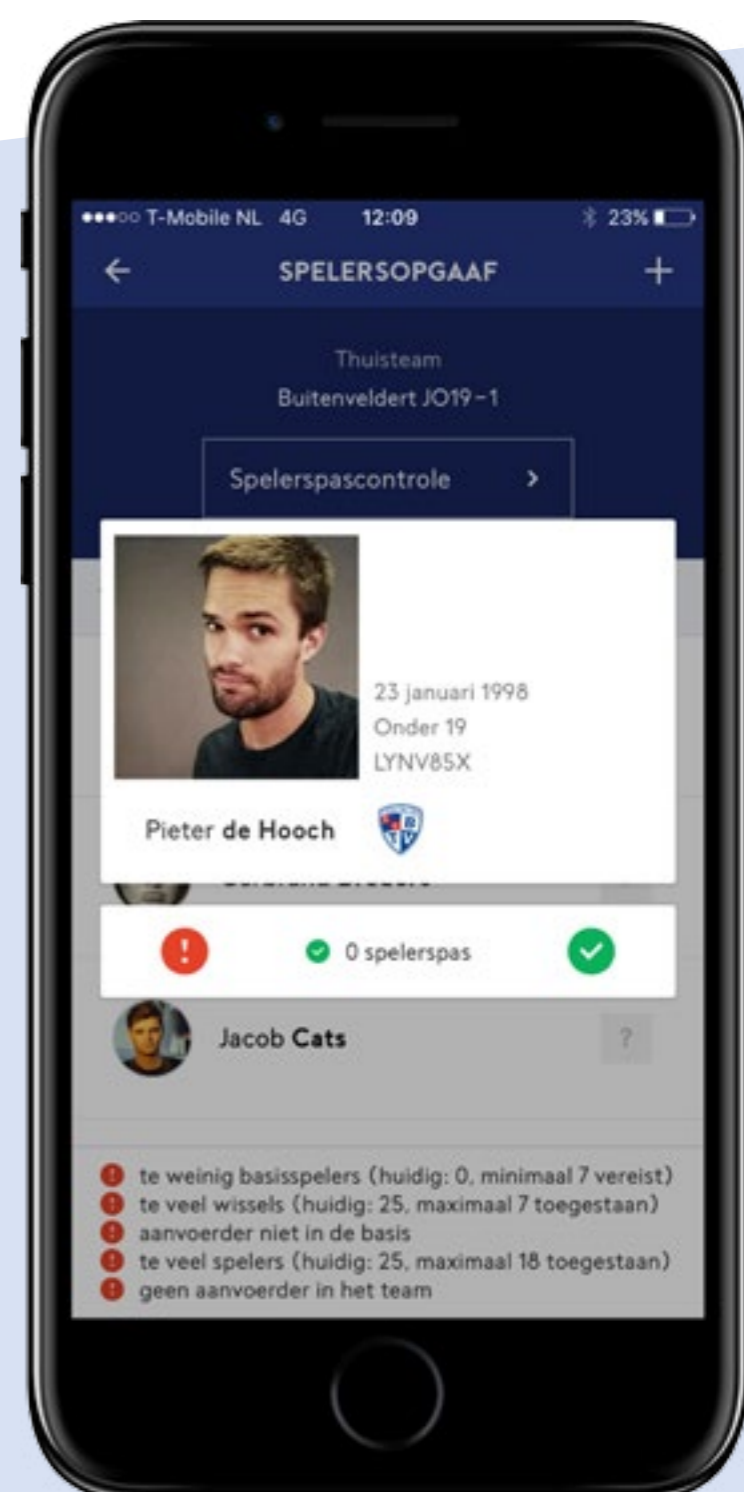 T-Mobile NL 4G 12:09 23%
SPELERSOPGAAF
Thuisteam
Buitenveldert JO19-1
Spelerspascontrole
23 januari 1998
Onder 19
LYNV85X
Pieter de Hooch
0 spelerspas
Jacob Cats
?
te weinig basisspelers (huidig: 0, minimaal 7 vereist)
te veel wissels (huidig: 25, maximaal 7 toegestaan)
aanvoerder niet in de basis
te veel spelers (huidig: 25, maximaal 18 toegestaan)
geen aanvoerder in het team